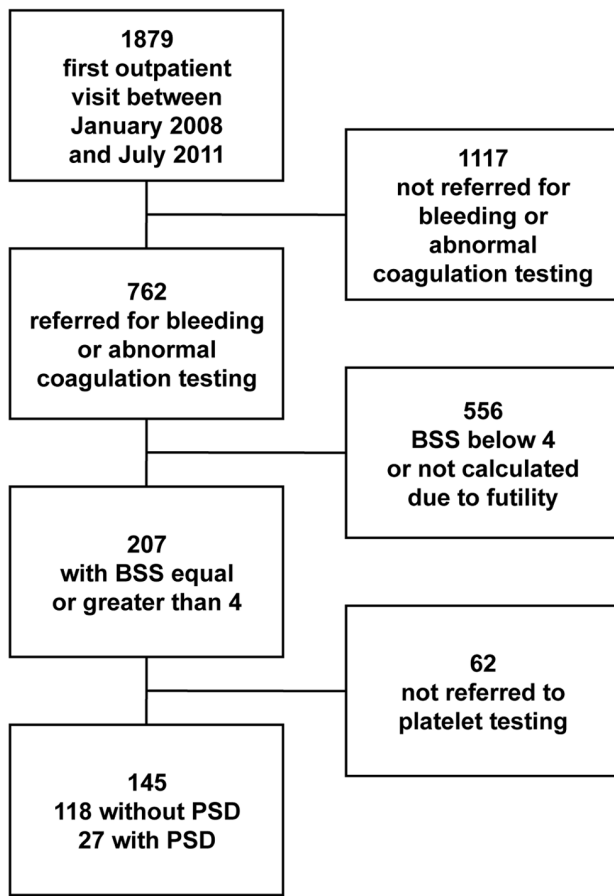 1879
first outpatient
visit between
January 2008
and July 2011
1117
not referred for
bleeding or
abnormal
coagulation testing
762
referred for bleeding
or abnormal
coagulation testing
556
BSS below 4
or not calculated
due to futility
207
with BSS equal
or greater than 4
62
not referred to
platelet testing
145
118 without PSD
27 with PSD